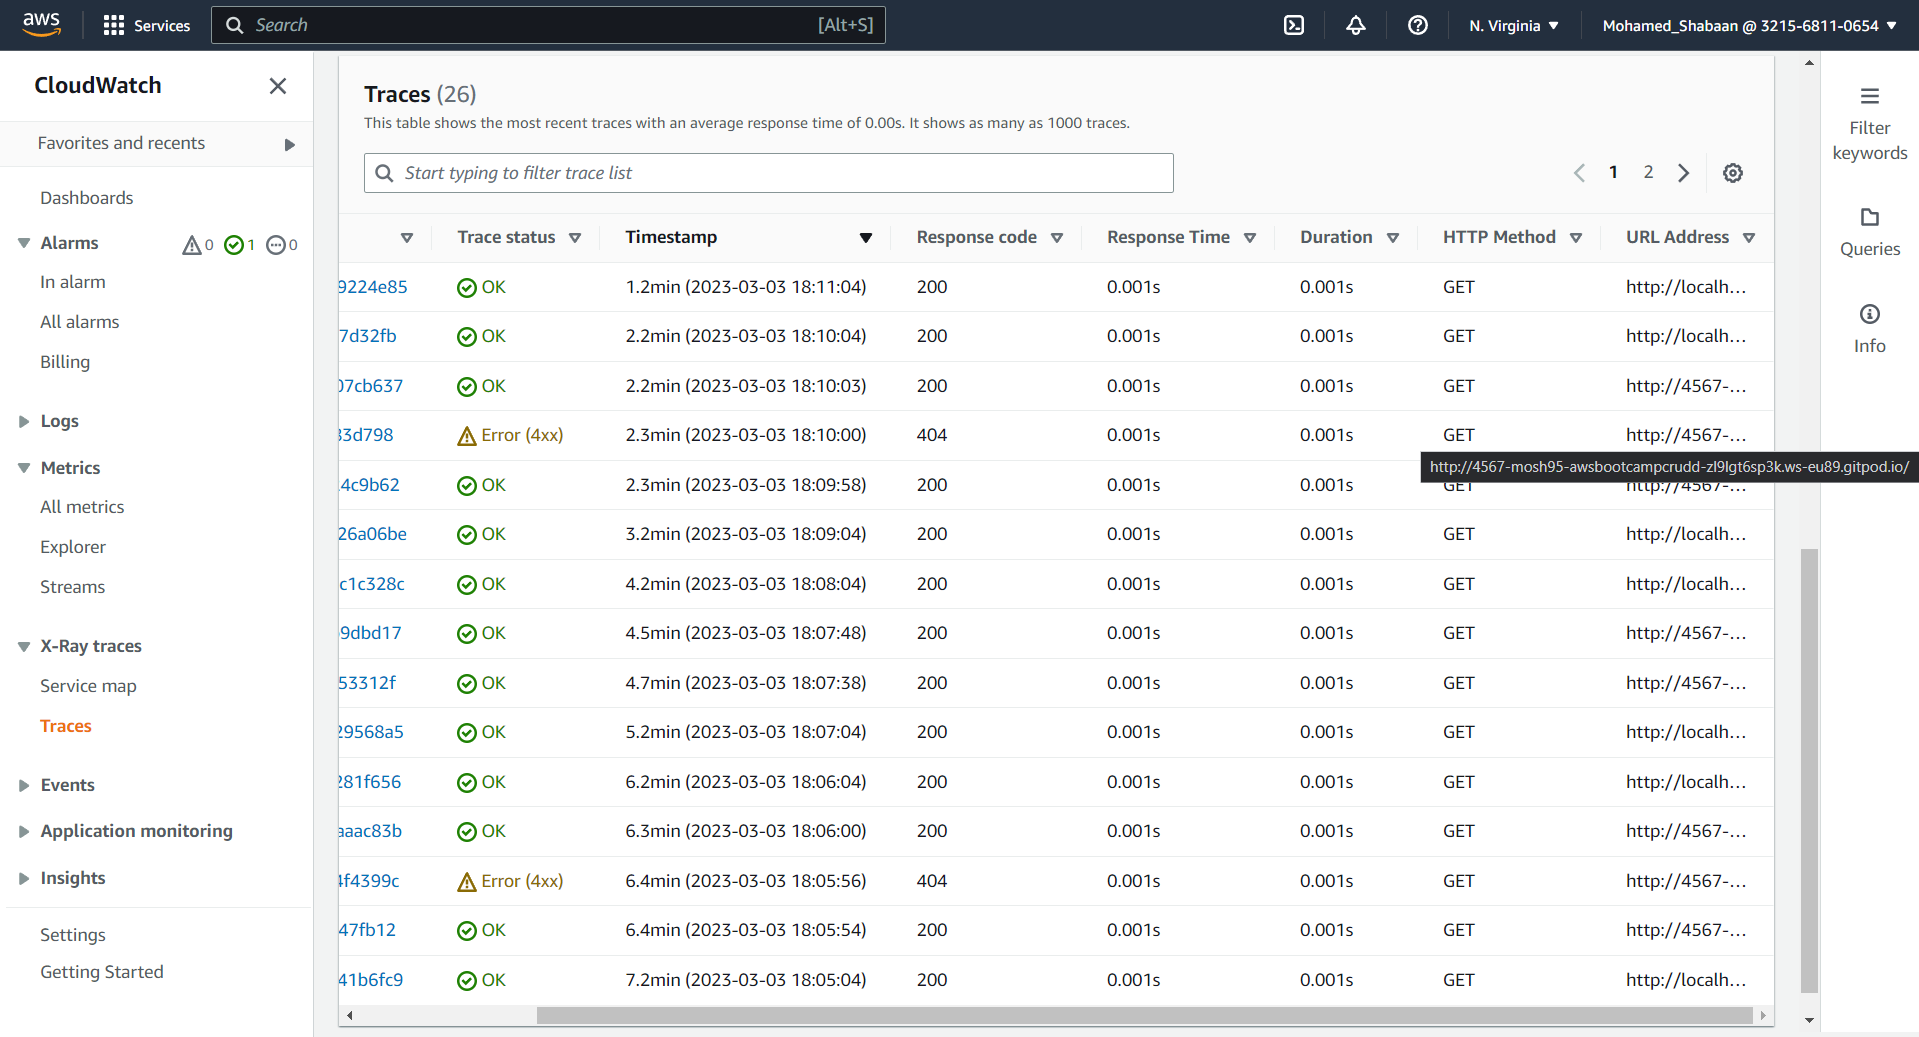 aws Services Search [Alt+S] N. Virginia Mohamed_Shabaan @ 3215-6811-0654
CloudWatch
Favorites and recents
Dashboards
Alarms 0 1 0
In alarm
All alarms
Billing
Logs
Metrics
All metrics
Explorer
Streams
X-Ray traces
Service map
Traces
Events
Application monitoring
Insights
Settings
Getting Started
Traces (26)
This table shows the most recent traces with an average response time of 0.00s. It shows as many as 1000 traces.
Start typing to filter trace list 1 2
Trace status Timestamp Response code Response Time Duration HTTP Method URL Address
9224e85 OK 1.2min (2023-03-03 18:11:04) 200 0.001s 0.001s GET http://localh...
7d32fb OK 2.2min (2023-03-03 18:10:04) 200 0.001s 0.001s GET http://localh...
07cb637 OK 2.2min (2023-03-03 18:10:03) 200 0.001s 0.001s GET http://4567-...
33d798 Error (4xx) 2.3min (2023-03-03 18:10:00) 404 0.001s 0.001s GET http://4567-...
http://4567-mosh95-awsbootcampcrudd-zl9lgt6sp3k.ws-eu89.gitpod.io/
4c9b62 OK 2.3min (2023-03-03 18:09:58) 200 0.001s 0.001s GET http://4567-...
26a06be OK 3.2min (2023-03-03 18:09:04) 200 0.001s 0.001s GET http://localh...
c1c328c OK 4.2min (2023-03-03 18:08:04) 200 0.001s 0.001s GET http://localh...
9dbd17 OK 4.5min (2023-03-03 18:07:48) 200 0.001s 0.001s GET http://4567-...
53312f OK 4.7min (2023-03-03 18:07:38) 200 0.001s 0.001s GET http://4567-...
29568a5 OK 5.2min (2023-03-03 18:07:04) 200 0.001s 0.001s GET http://localh...
281f656 OK 6.2min (2023-03-03 18:06:04) 200 0.001s 0.001s GET http://localh...
aaac83b OK 6.3min (2023-03-03 18:06:00) 200 0.001s 0.001s GET http://4567-...
4f4399c Error (4xx) 6.4min (2023-03-03 18:05:56) 404 0.001s 0.001s GET http://4567-...
47fb12 OK 6.4min (2023-03-03 18:05:54) 200 0.001s 0.001s GET http://4567-...
41b6fc9 OK 7.2min (2023-03-03 18:05:04) 200 0.001s 0.001s GET http://localh...
Filter
keywords
Queries
Info